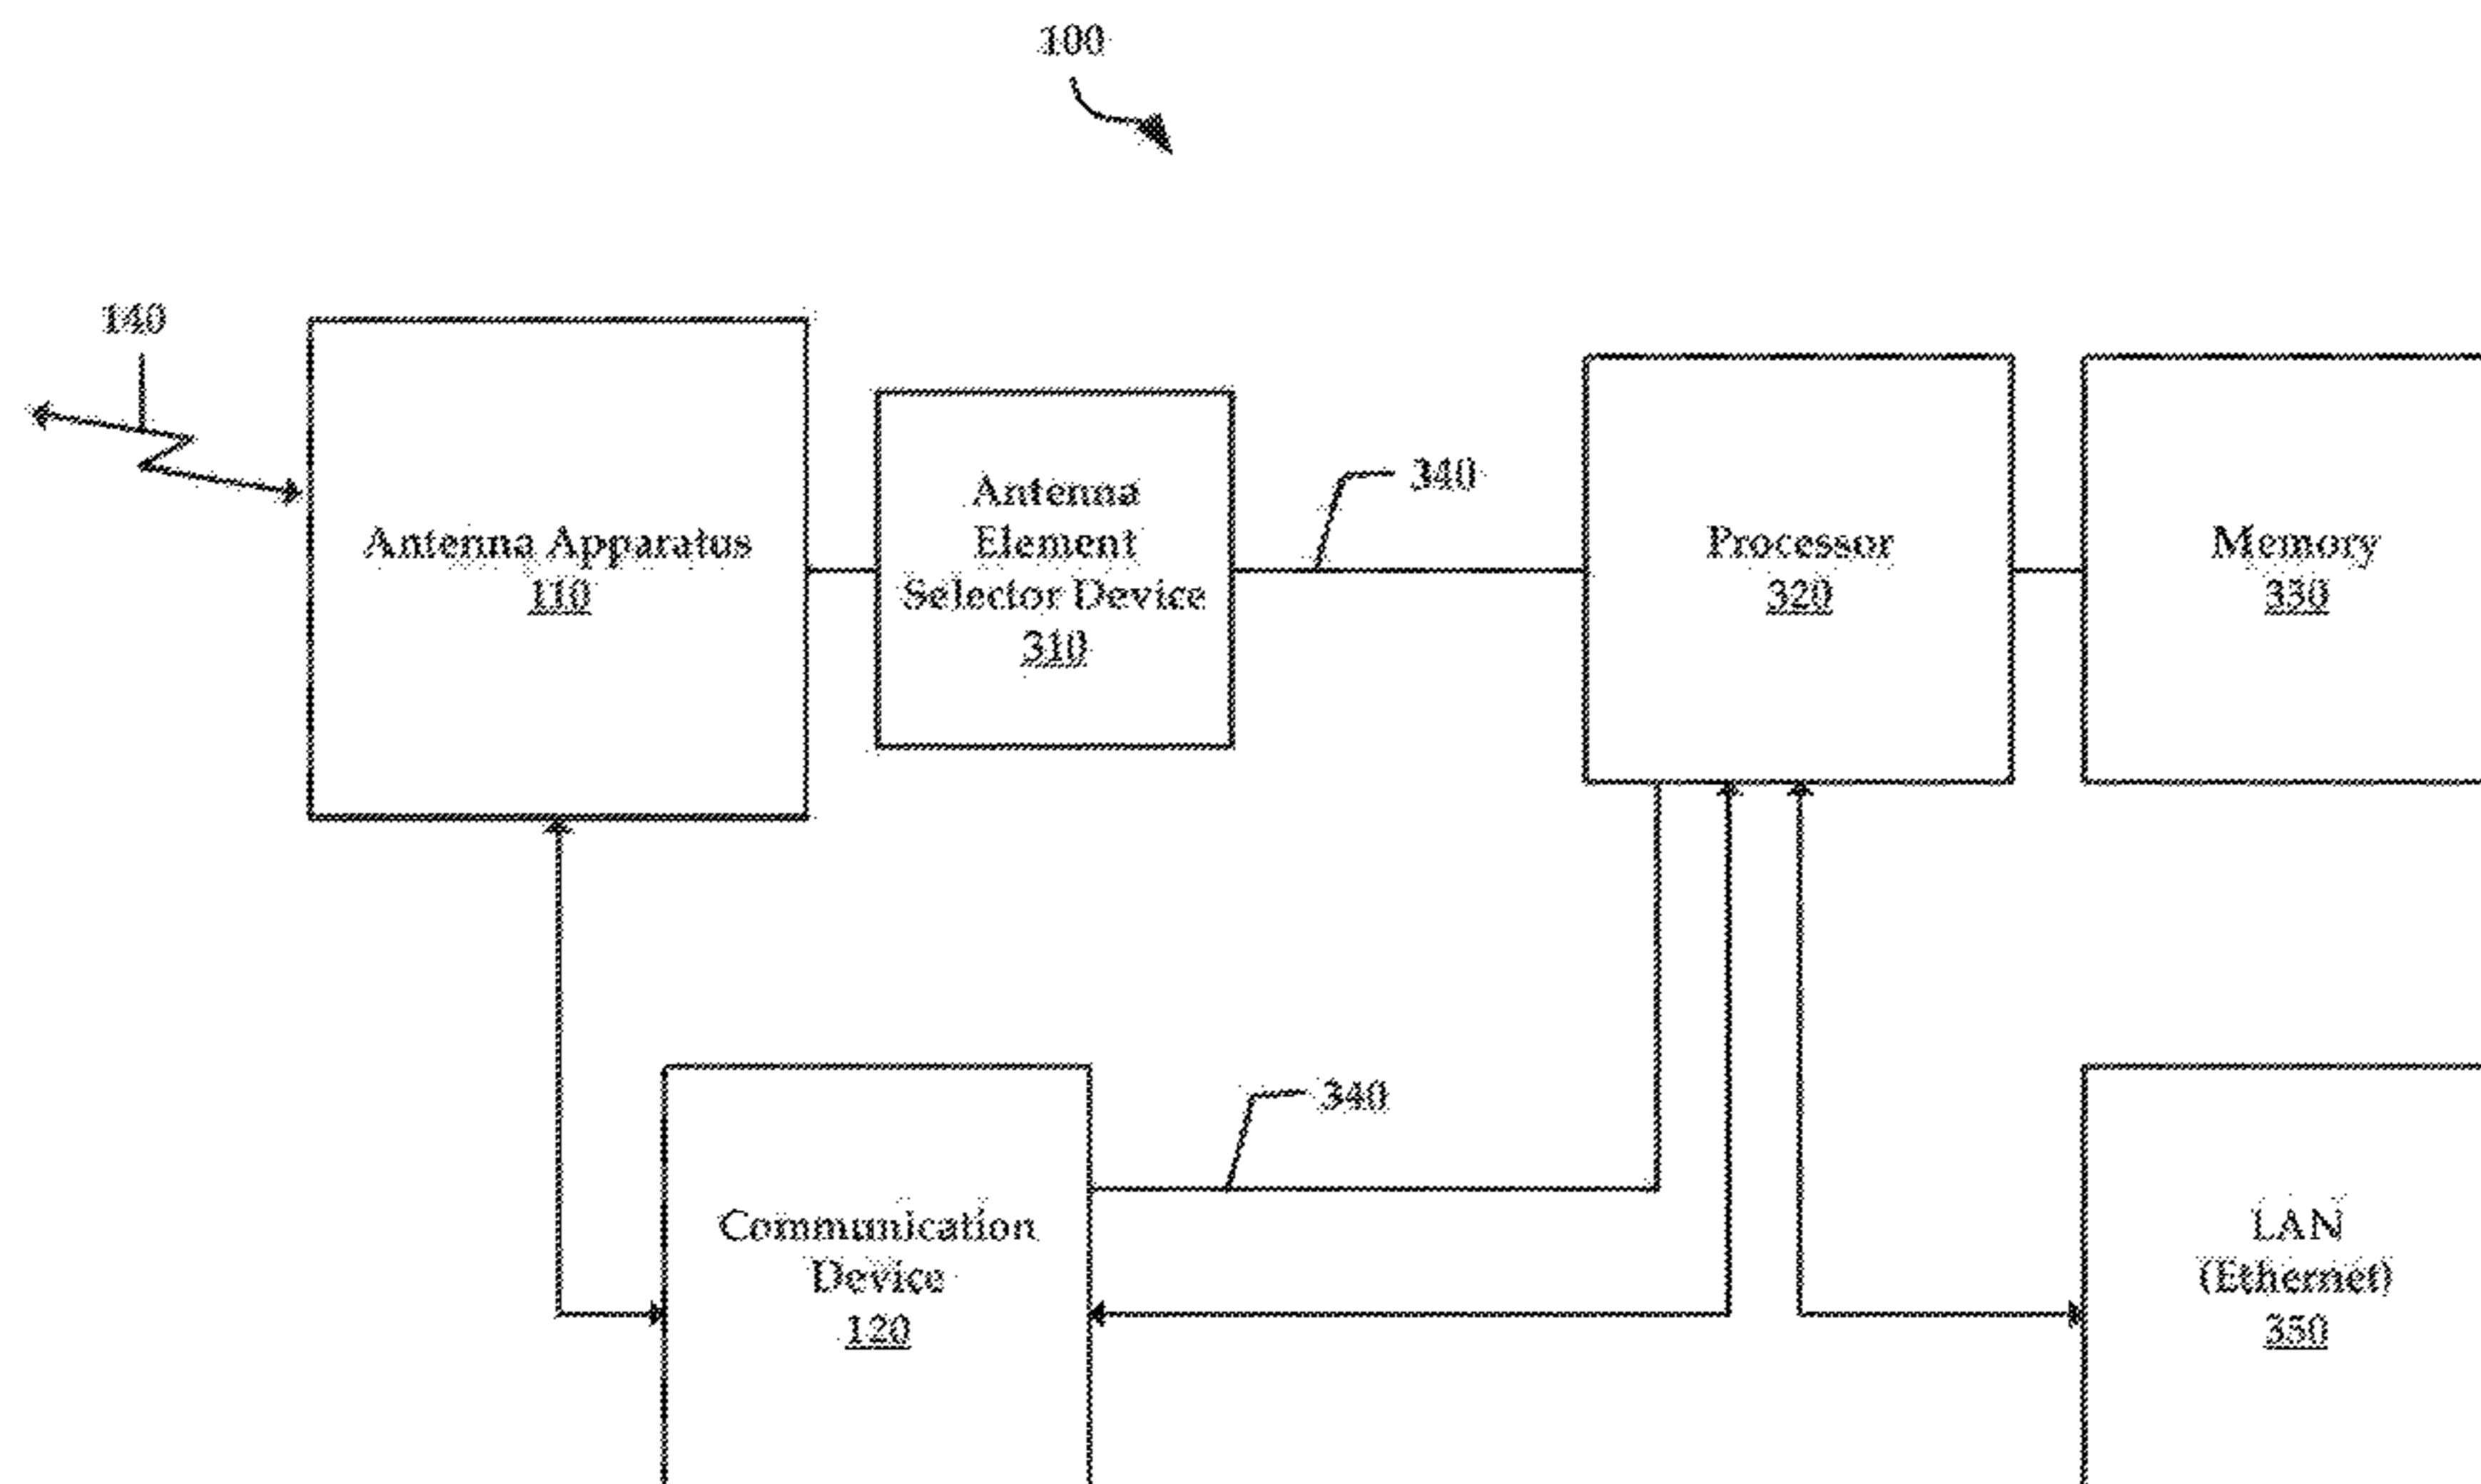 100
140
Antenna Apparatus
110
Antenna
Element
Selector Device
310
340
Processor
320
Memory
330
340
Communication
Device
120
LAN
(Ethernet)
350